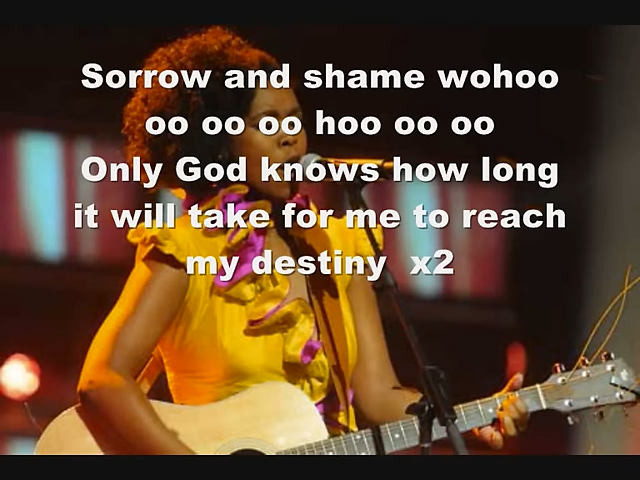 Sorrow and shame wohoo
oo oo oo hoo oo oo
Only God knows how long
it will take for me to reach
my destiny  x2